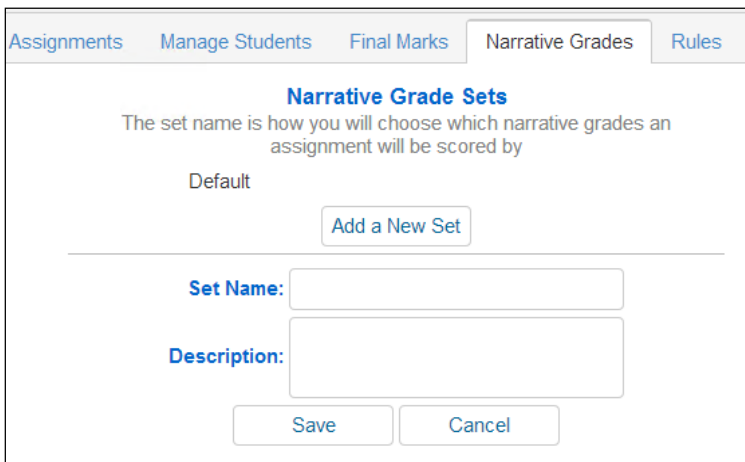 Assignments Manage Students Final Marks Narrative Grades Rules
Narrative Grade Sets
The set name is how you will choose which narrative grades an
assignment will be scored by
Default
Add a New Set
Set Name:
Description:
Save Cancel